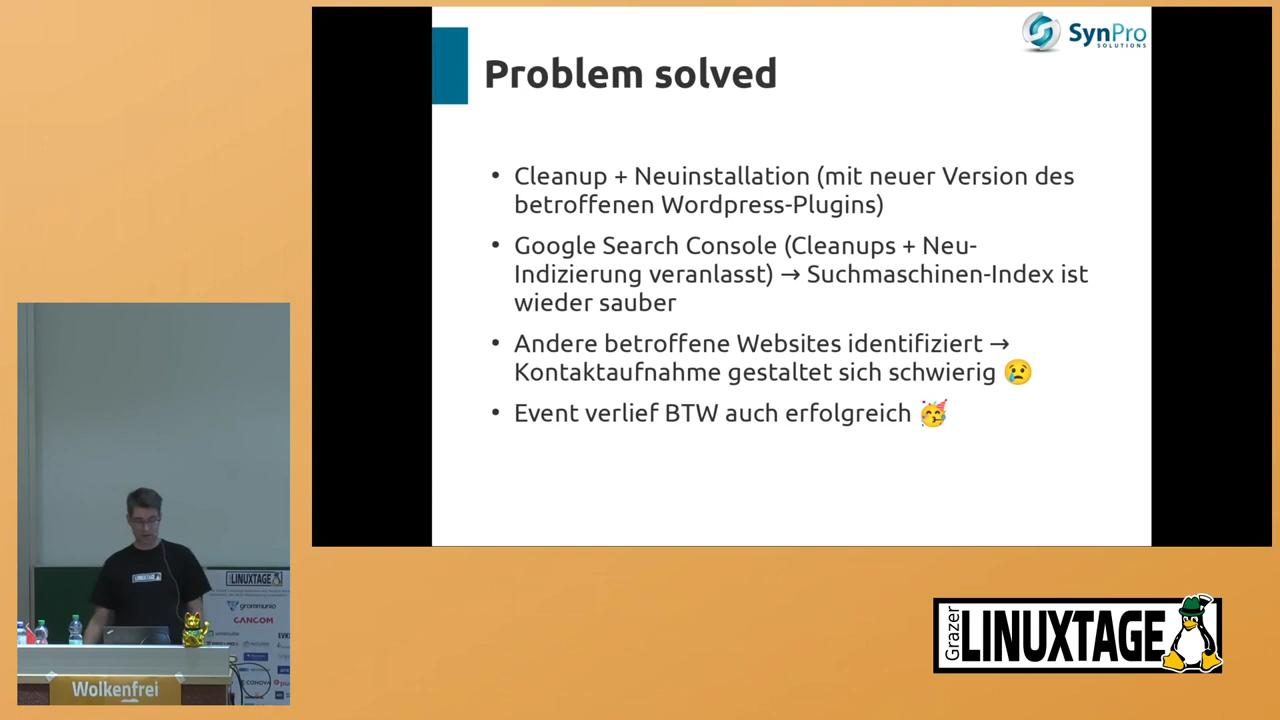 SynPro
SOLUTIONS
Problem solved
• Cleanup + Neuinstallation (mit neuer Version des
betroffenen Wordpress-Plugins)
• Google Search Console (Cleanups + Neu-
Indizierung veranlasst) → Suchmaschinen-Index ist
wieder sauber
• Andere betroffene Websites identifiziert →
Kontaktaufnahme gestaltet sich schwierig 😢
• Event verlief BTW auch erfolgreich 🥳
LINUXTAGE
LINUXTAGE
grommunio
CANCOM
Wolkenfrei
Grazer
LINUXTAGE